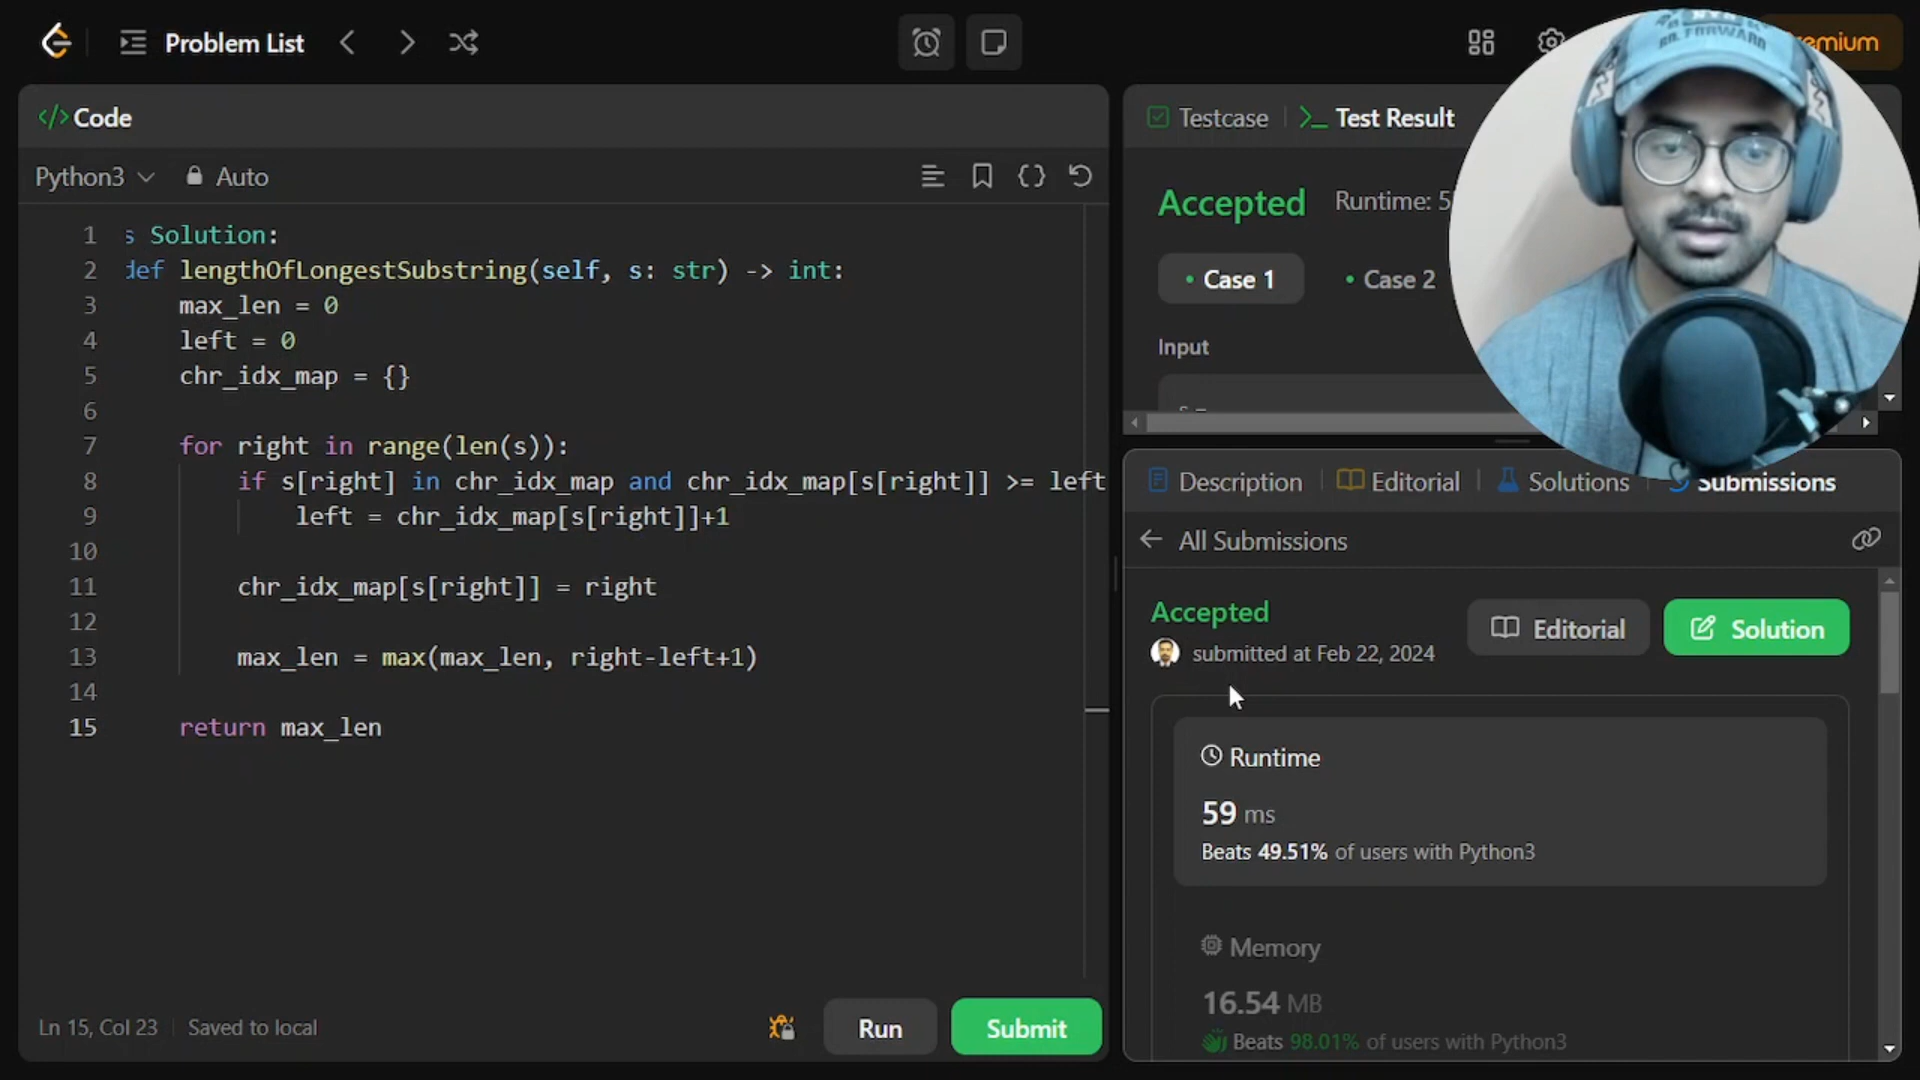 Problem List
Premium
</> Code
Python3
Auto
1 s Solution:
2 def lengthOfLongestSubstring(self, s: str) -> int:
3 max_len = 0
4 left = 0
5 chr_idx_map = {}
6
7 for right in range(len(s)):
8 if s[right] in chr_idx_map and chr_idx_map[s[right]] >= left
9 left = chr_idx_map[s[right]]+1
10
11 chr_idx_map[s[right]] = right
12
13 max_len = max(max_len, right-left+1)
14
15 return max_len
Ln 15, Col 23 Saved to local
Run
Submit
Testcase
>_ Test Result
Accepted
Runtime: 5
• Case 1
• Case 2
Input
s =
RD. FORWARD
Description
Editorial
Solutions
Submissions
All Submissions
Accepted
submitted at Feb 22, 2024
Editorial
Solution
Runtime
59 ms
Beats 49.51% of users with Python3
Memory
16.54 MB
Beats 98.01% of users with Python3